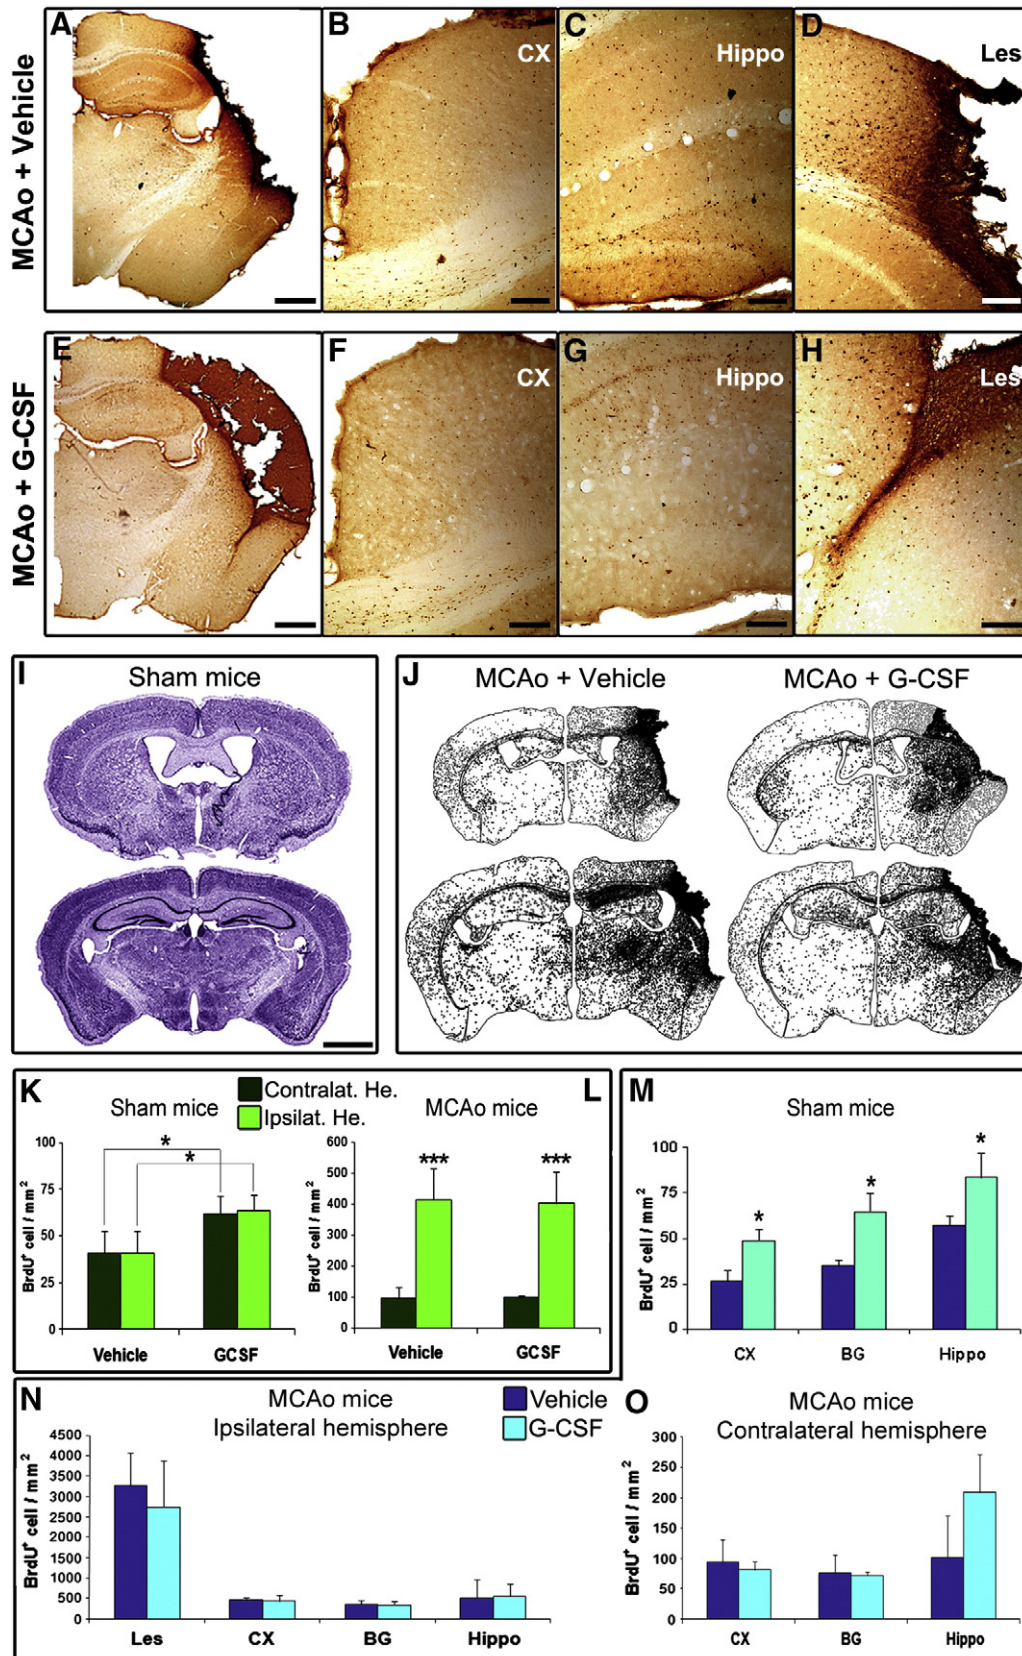 MCAo + Vehicle
A
B
CX
C
Hippo
D
Les
MCAo + G-CSF
E
F
CX
G
Hippo
H
Les
I
Sham mice
J
MCAo + Vehicle
MCAo + G-CSF
K
Sham mice
Contralat. He.
Ipsilat. He.
MCAo mice
L
BrdU+ cell / mm2
100
75
50
25
0
*
*
Vehicle
GCSF
BrdU+ cell / mm2
600
500
400
300
200
100
0
***
***
Vehicle
GCSF
M
Sham mice
BrdU+ cell / mm2
100
75
50
25
0
*
*
*
CX
BG
Hippo
N
MCAo mice
Ipsilateral hemisphere
Vehicle
G-CSF
BrdU+ cell / mm2
4500
4000
3500
3000
2500
2000
1500
1000
500
0
Les
CX
BG
Hippo
O
MCAo mice
Contralateral hemisphere
BrdU+ cell / mm2
300
250
200
150
100
50
0
CX
BG
Hippo